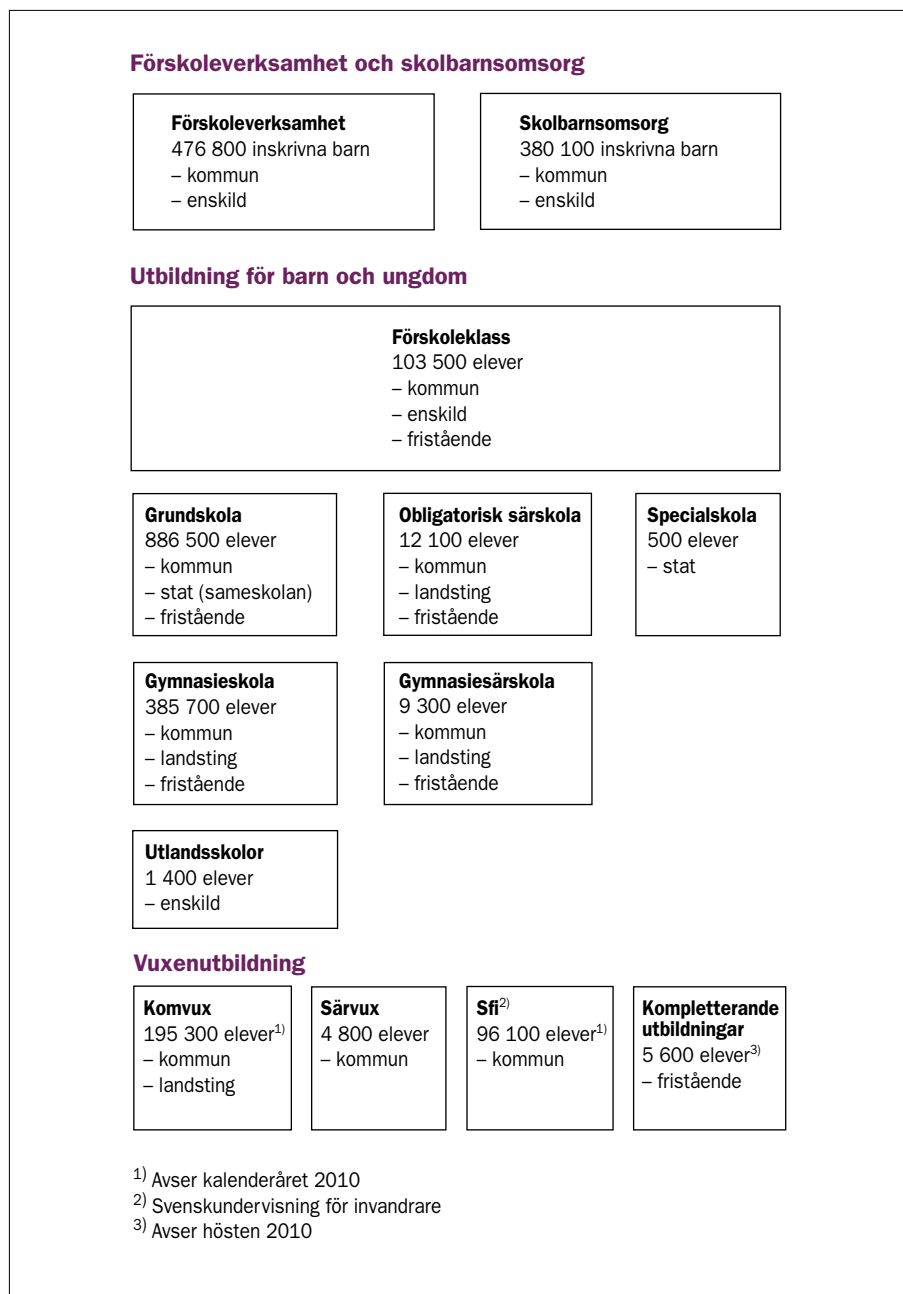 Förskoleverksamhet och skolbarnsomsorg
Förskoleverksamhet
476 800 inskrivna barn
– kommun
– enskild
Skolbarnsomsorg
380 100 inskrivna barn
– kommun
– enskild
Utbildning för barn och ungdom
Förskoleklass
103 500 elever
– kommun
– enskild
– fristående
Grundskola
886 500 elever
– kommun
– stat (sameskolan)
– fristående
Obligatorisk särskola
12 100 elever
– kommun
– landsting
– fristående
Specialskola
500 elever
– stat
Gymnasieskola
385 700 elever
– kommun
– landsting
– fristående
Gymnasiesärskola
9 300 elever
– kommun
– landsting
– fristående
Utlandsskolor
1 400 elever
– enskild
Vuxenutbildning
Komvux
195 300 elever1)
– kommun
– landsting
Särvux
4 800 elever
– kommun
Sfi2)
96 100 elever1)
– kommun
Kompletterande
utbildningar
5 600 elever3)
– fristående
1) Avser kalenderåret 2010
2) Svenskundervisning för invandrare
3) Avser hösten 2010